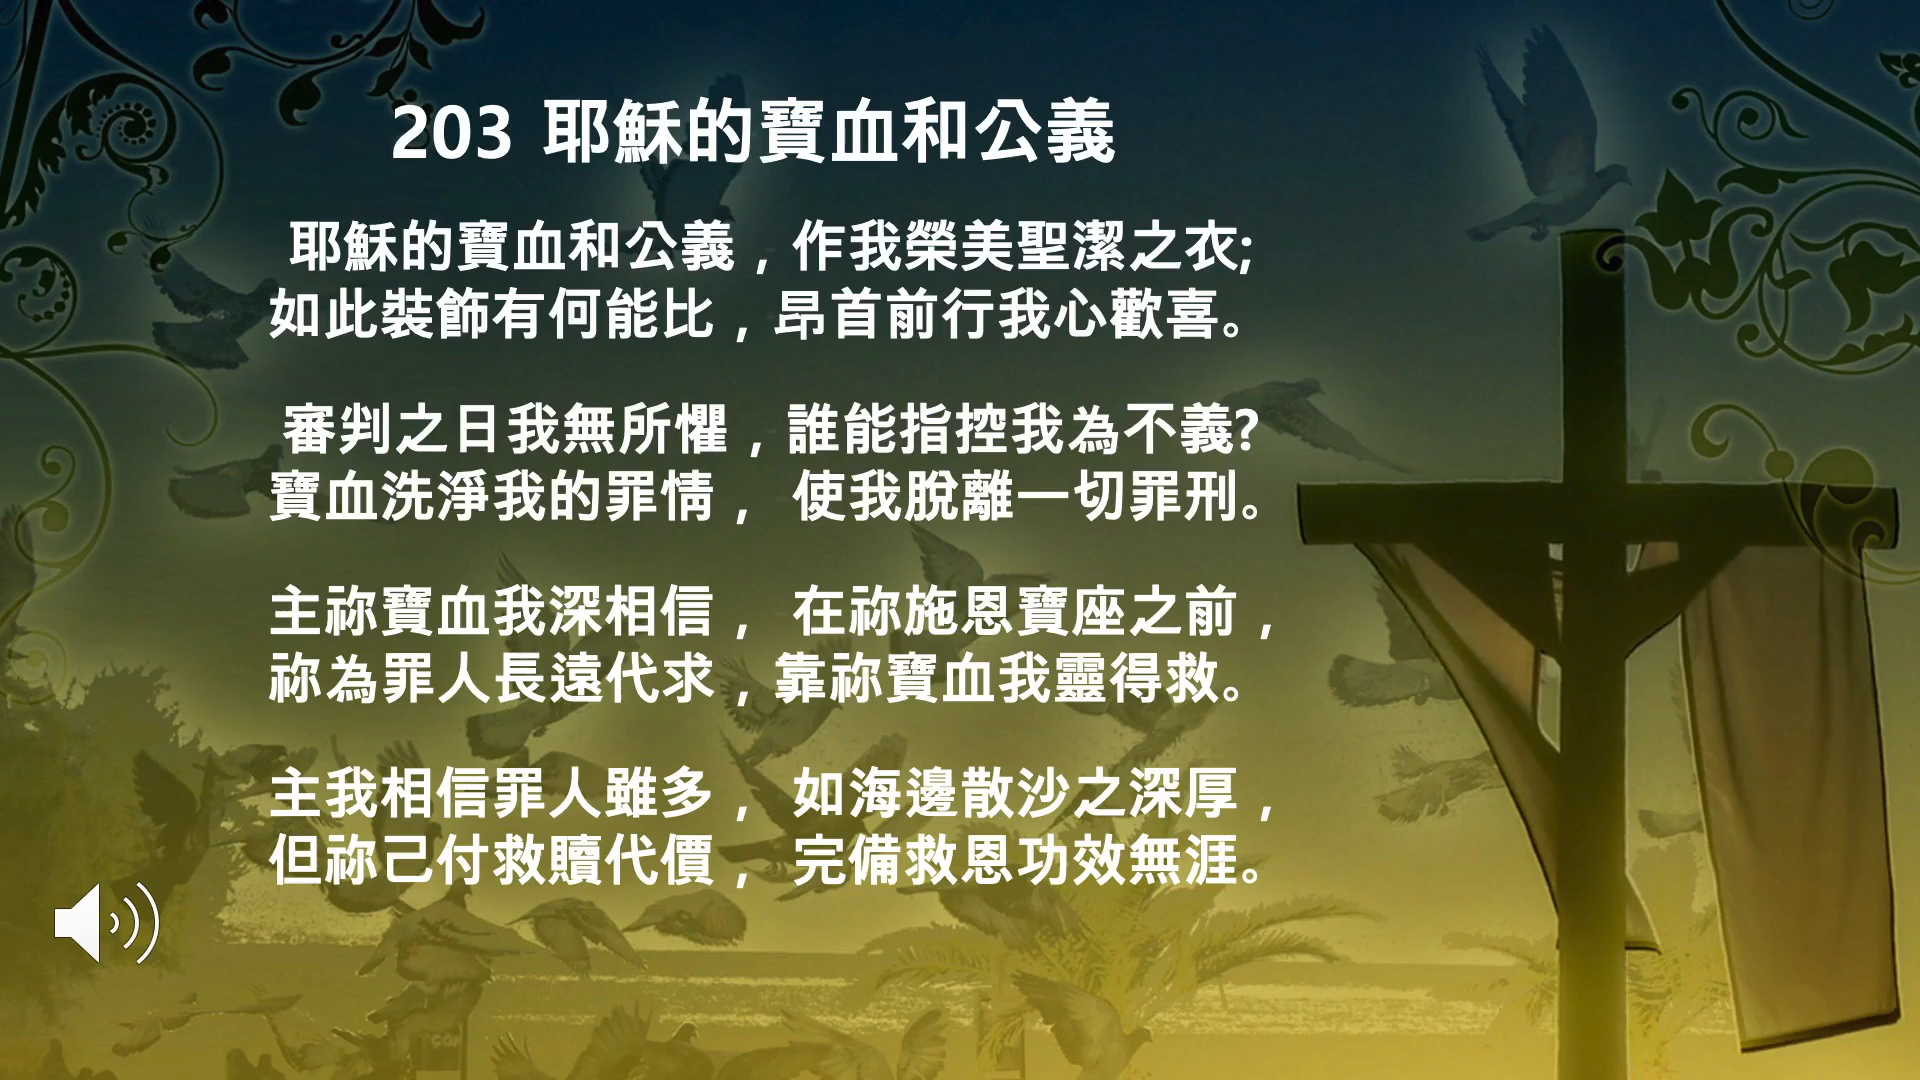 203 耶穌的寶血和公義
耶穌的寶血和公義，作我榮美聖潔之衣;
如此裝飾有何能比，昂首前行我心歡喜。
審判之日我無所懼，誰能指控我為不義?
寶血洗淨我的罪情， 使我脫離一切罪刑。
主祢寶血我深相信， 在祢施恩寶座之前，
祢為罪人長遠代求，靠祢寶血我靈得救。
主我相信罪人雖多， 如海邊散沙之深厚，
但祢己付救贖代價， 完備救恩功效無涯。